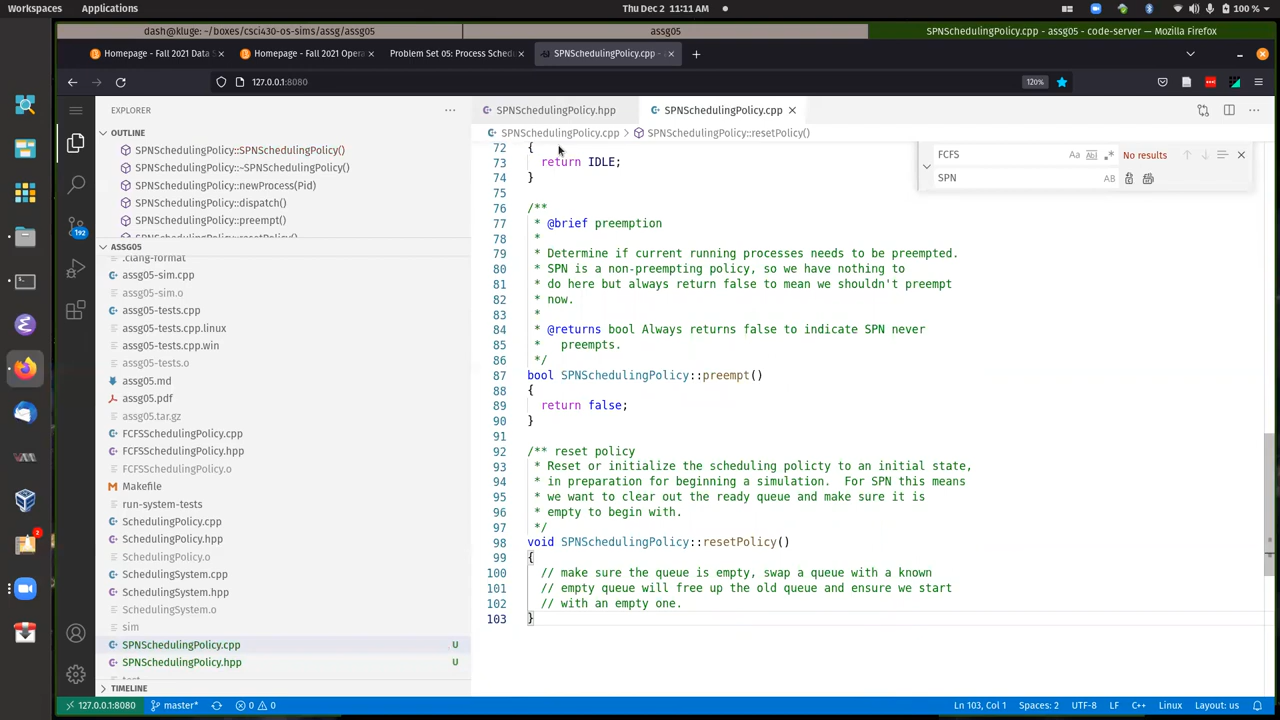 Workspaces Applications Thu Dec 2 11:11 AM 100 %
dash@kluge: ~/boxes/csci430-os-sims/assg/assg05 assg05 SPNSchedulingPolicy.cpp - assg05 - code-server — Mozilla Firefox
Homepage - Fall 2021 Data S Homepage - Fall 2021 Opera Problem Set 05: Process Sched SPNSchedulingPolicy.cpp -
127.0.0.1:8080 120%
EXPLORER
SPNSchedulingPolicy.hpp SPNSchedulingPolicy.cpp
OUTLINE
SPNSchedulingPolicy.cpp > SPNSchedulingPolicy::resetPolicy()
SPNSchedulingPolicy::SPNSchedulingPolicy()
SPNSchedulingPolicy::~SPNSchedulingPolicy()
SPNSchedulingPolicy::newProcess(Pid)
SPNSchedulingPolicy::dispatch()
SPNSchedulingPolicy::preempt()
SPNSchedulingPolicy::resetPolicy()
192
ASSG05
.clang-format
assg05-sim.cpp
assg05-sim.o
assg05-tests.cpp
assg05-tests.cpp.linux
assg05-tests.cpp.win
assg05-tests.o
assg05.md
assg05.pdf
assg05.tar.gz
FCFSSchedulingPolicy.cpp
FCFSSchedulingPolicy.hpp
FCFSSchedulingPolicy.o
Makefile
run-system-tests
SchedulingPolicy.cpp
SchedulingPolicy.hpp
SchedulingPolicy.o
SchedulingSystem.cpp
SchedulingSystem.hpp
SchedulingSystem.o
sim
SPNSchedulingPolicy.cpp U
SPNSchedulingPolicy.hpp U
TIMELINE
FCFS Aa ab No results
SPN AB
72 {
73 return IDLE;
74 }
75
76 /**
77 * @brief preemption
78 *
79 * Determine if current running processes needs to be preempted.
80 * SPN is a non-preempting policy, so we have nothing to
81 * do here but always return false to mean we shouldn't preempt
82 * now.
83 *
84 * @returns bool Always returns false to indicate SPN never
85 * preempts.
86 */
87 bool SPNSchedulingPolicy::preempt()
88 {
89 return false;
90 }
91
92 /** reset policy
93 * Reset or initialize the scheduling policty to an initial state,
94 * in preparation for beginning a simulation. For SPN this means
95 * we want to clear out the ready queue and make sure it is
96 * empty to begin with.
97 */
98 void SPNSchedulingPolicy::resetPolicy()
99 {
100 // make sure the queue is empty, swap a queue with a known
101 // empty queue will free up the old queue and ensure we start
102 // with an empty one.
103 }
127.0.0.1:8080 master* 0 0 Ln 103, Col 1 Spaces: 2 UTF-8 LF C++ Linux Layout: us